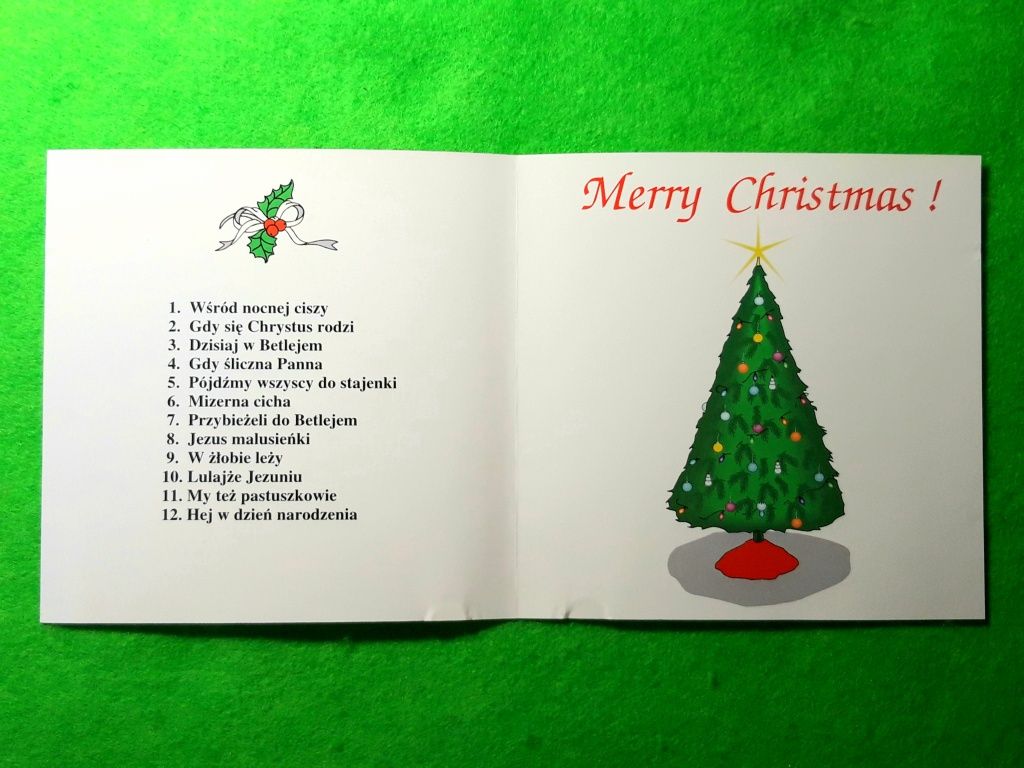 1. Wśród nocnej ciszy
2. Gdy się Chrystus rodzi
3. Dzisiaj w Betlejem
4. Gdy śliczna Panna
5. Pójdźmy wszyscy do stajenki
6. Mizerna cicha
7. Przybieżeli do Betlejem
8. Jezus malusieńki
9. W żłobie leży
10. Lulajże Jezuniu
11. My też pastuszkowie
12. Hej w dzień narodzenia
Merry Christmas !